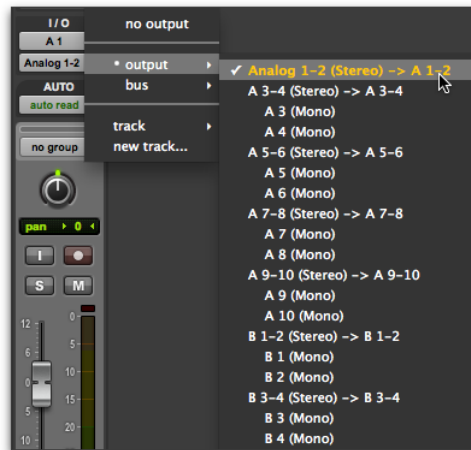 I / O
A 1
Analog 1-2
AUTO
auto read
no group
pan 0
I
S M
12
6
0
5
10
0
5
10
15
20
no output
• output
bus
track
new track...
✓ Analog 1-2 (Stereo) -> A 1-2
A 3-4 (Stereo) -> A 3-4
A 3 (Mono)
A 4 (Mono)
A 5-6 (Stereo) -> A 5-6
A 5 (Mono)
A 6 (Mono)
A 7-8 (Stereo) -> A 7-8
A 7 (Mono)
A 8 (Mono)
A 9-10 (Stereo) -> A 9-10
A 9 (Mono)
A 10 (Mono)
B 1-2 (Stereo) -> B 1-2
B 1 (Mono)
B 2 (Mono)
B 3-4 (Stereo) -> B 3-4
B 3 (Mono)
B 4 (Mono)